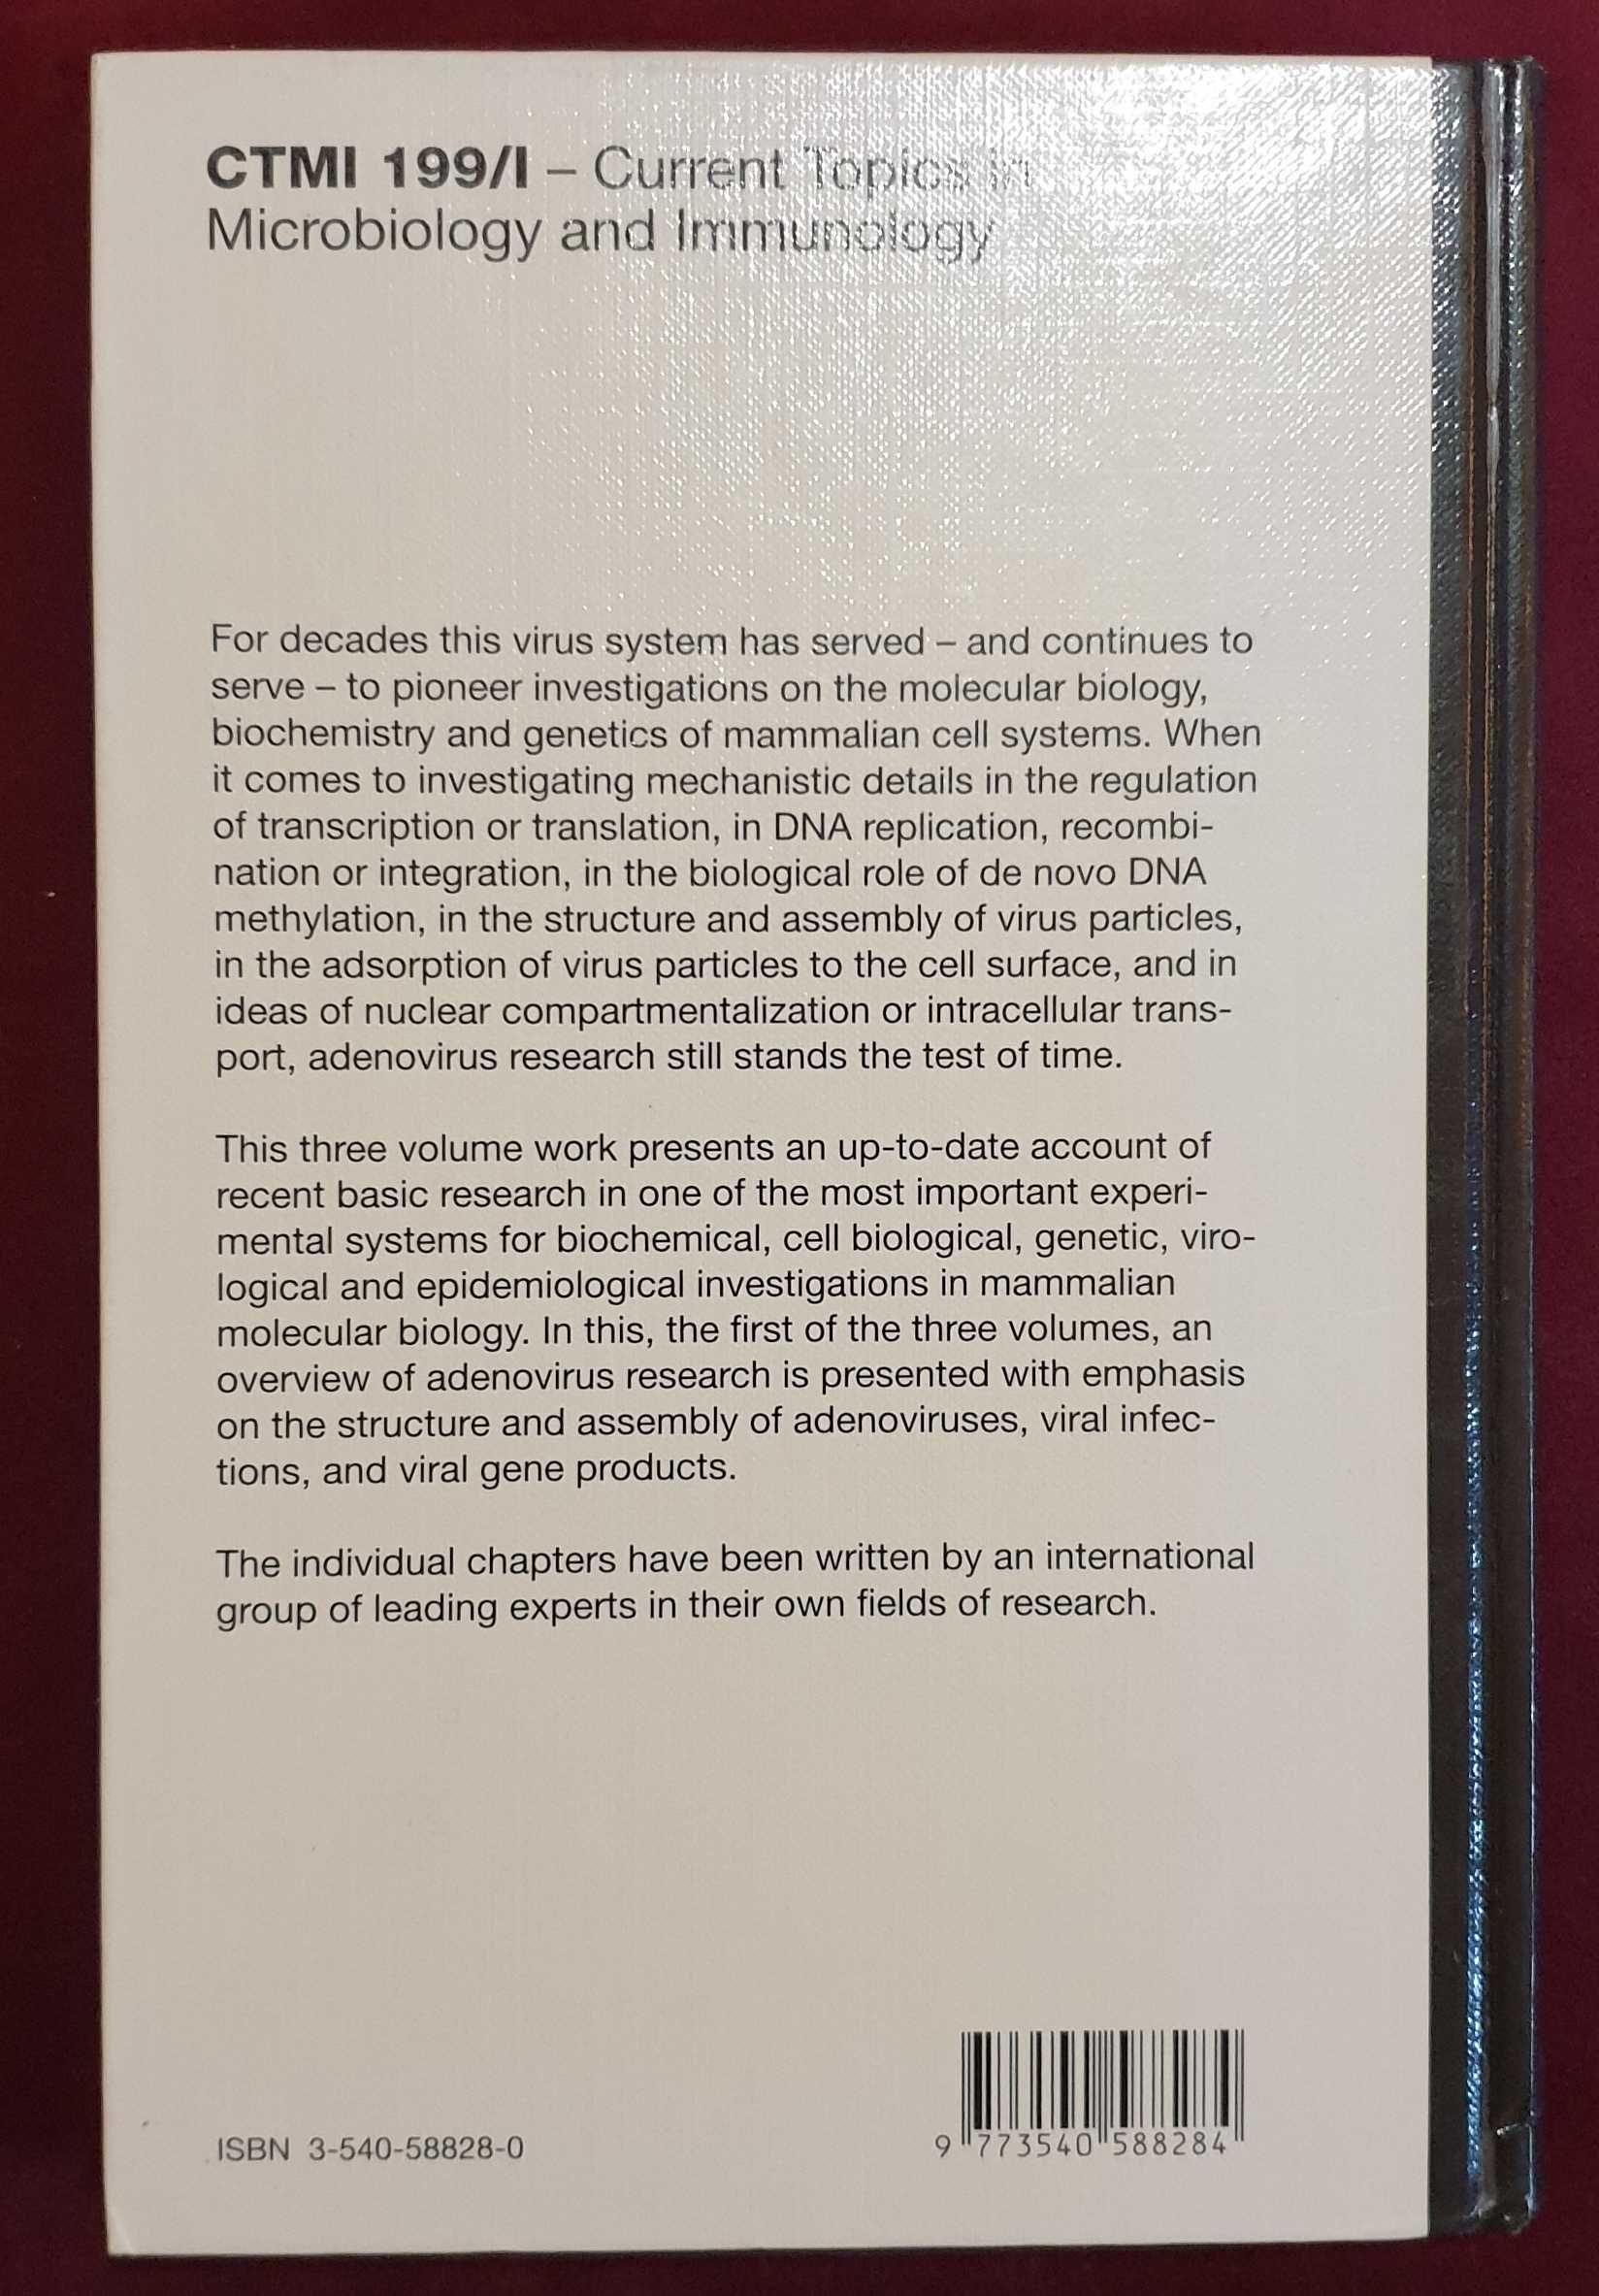 CTMI 199/I – Current Topics in
Microbiology and Immunology
For decades this virus system has served – and continues to
serve – to pioneer investigations on the molecular biology,
biochemistry and genetics of mammalian cell systems. When
it comes to investigating mechanistic details in the regulation
of transcription or translation, in DNA replication, recombi-
nation or integration, in the biological role of de novo DNA
methylation, in the structure and assembly of virus particles,
in the adsorption of virus particles to the cell surface, and in
ideas of nuclear compartmentalization or intracellular trans-
port, adenovirus research still stands the test of time.
This three volume work presents an up-to-date account of
recent basic research in one of the most important experi-
mental systems for biochemical, cell biological, genetic, viro-
logical and epidemiological investigations in mammalian
molecular biology. In this, the first of the three volumes, an
overview of adenovirus research is presented with emphasis
on the structure and assembly of adenoviruses, viral infec-
tions, and viral gene products.
The individual chapters have been written by an international
group of leading experts in their own fields of research.
ISBN 3-540-58828-0
9 773540 588284